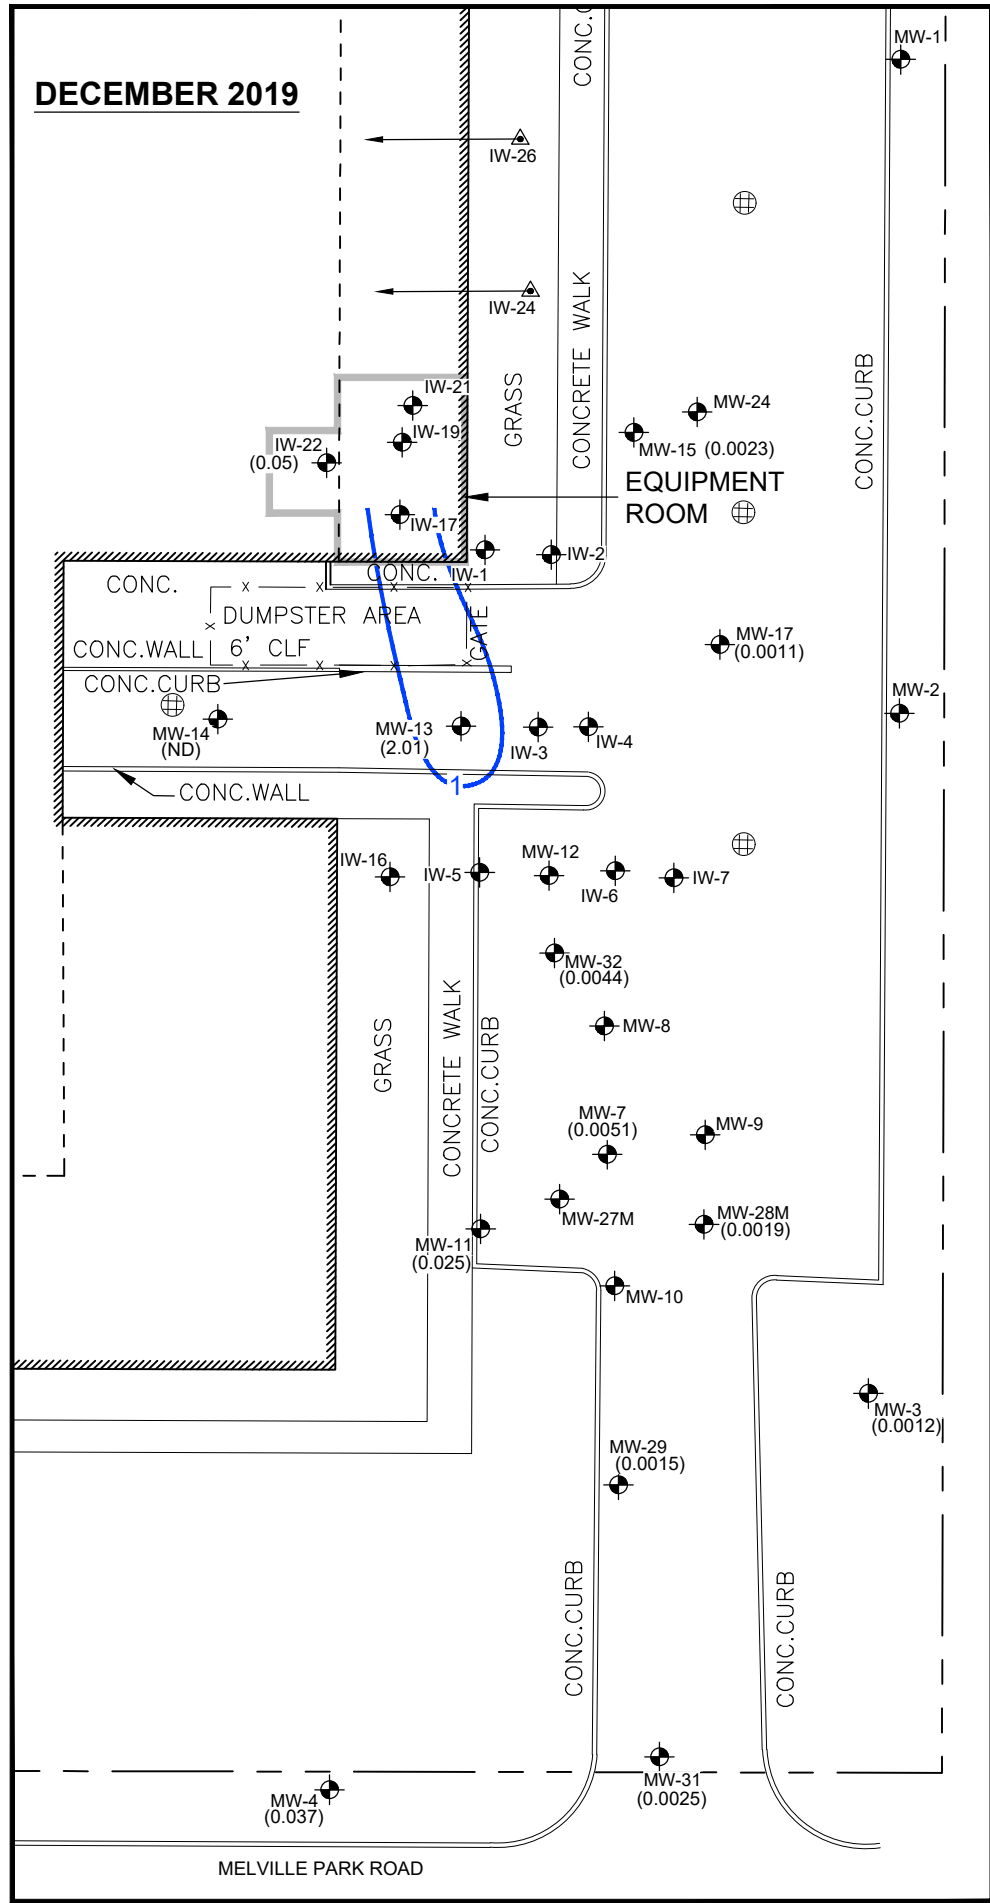 DECEMBER 2019
CONC.C
MW-1
IW-26
IW-24
CONCRETE WALK
GRASS
CONC.CURB
IW-21
MW-24
IW-19
IW-22
(0.05)
MW-15 (0.0023)
EQUIPMENT
ROOM
IW-17
IW-1
IW-2
CONC.
CONC.
DUMPSTER AREA
6' CLF
GATE
CONC.WALL
CONC.CURB
MW-17
(0.0011)
MW-2
MW-14
(ND)
MW-13
(2.01)
IW-3
IW-4
1
CONC.WALL
IW-16
IW-5
MW-12
IW-6
IW-7
MW-32
(0.0044)
MW-8
GRASS
CONCRETE WALK
CONC.CURB
MW-7
(0.0051)
MW-9
MW-27M
MW-28M
(0.0019)
MW-11
(0.025)
MW-10
MW-3
(0.0012)
MW-29
(0.0015)
CONC.CURB
CONC.CURB
MW-31
(0.0025)
MW-4
(0.037)
MELVILLE PARK ROAD